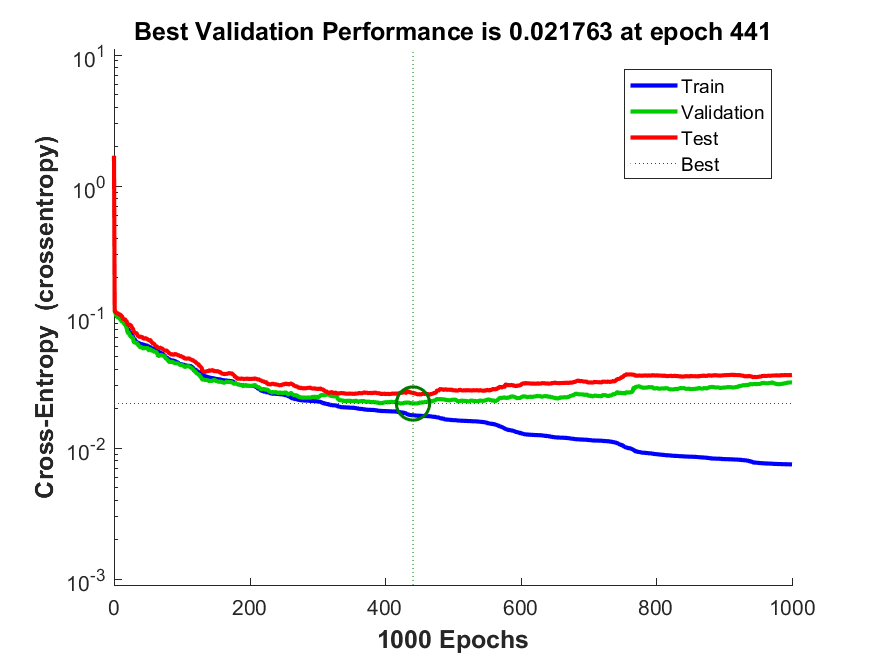 Best Validation Performance is 0.021763 at epoch 441
Cross-Entropy (crossentropy)
10^1
10^0
10^-1
10^-2
10^-3
Train
Validation
Test
Best
0 200 400 600 800 1000
1000 Epochs